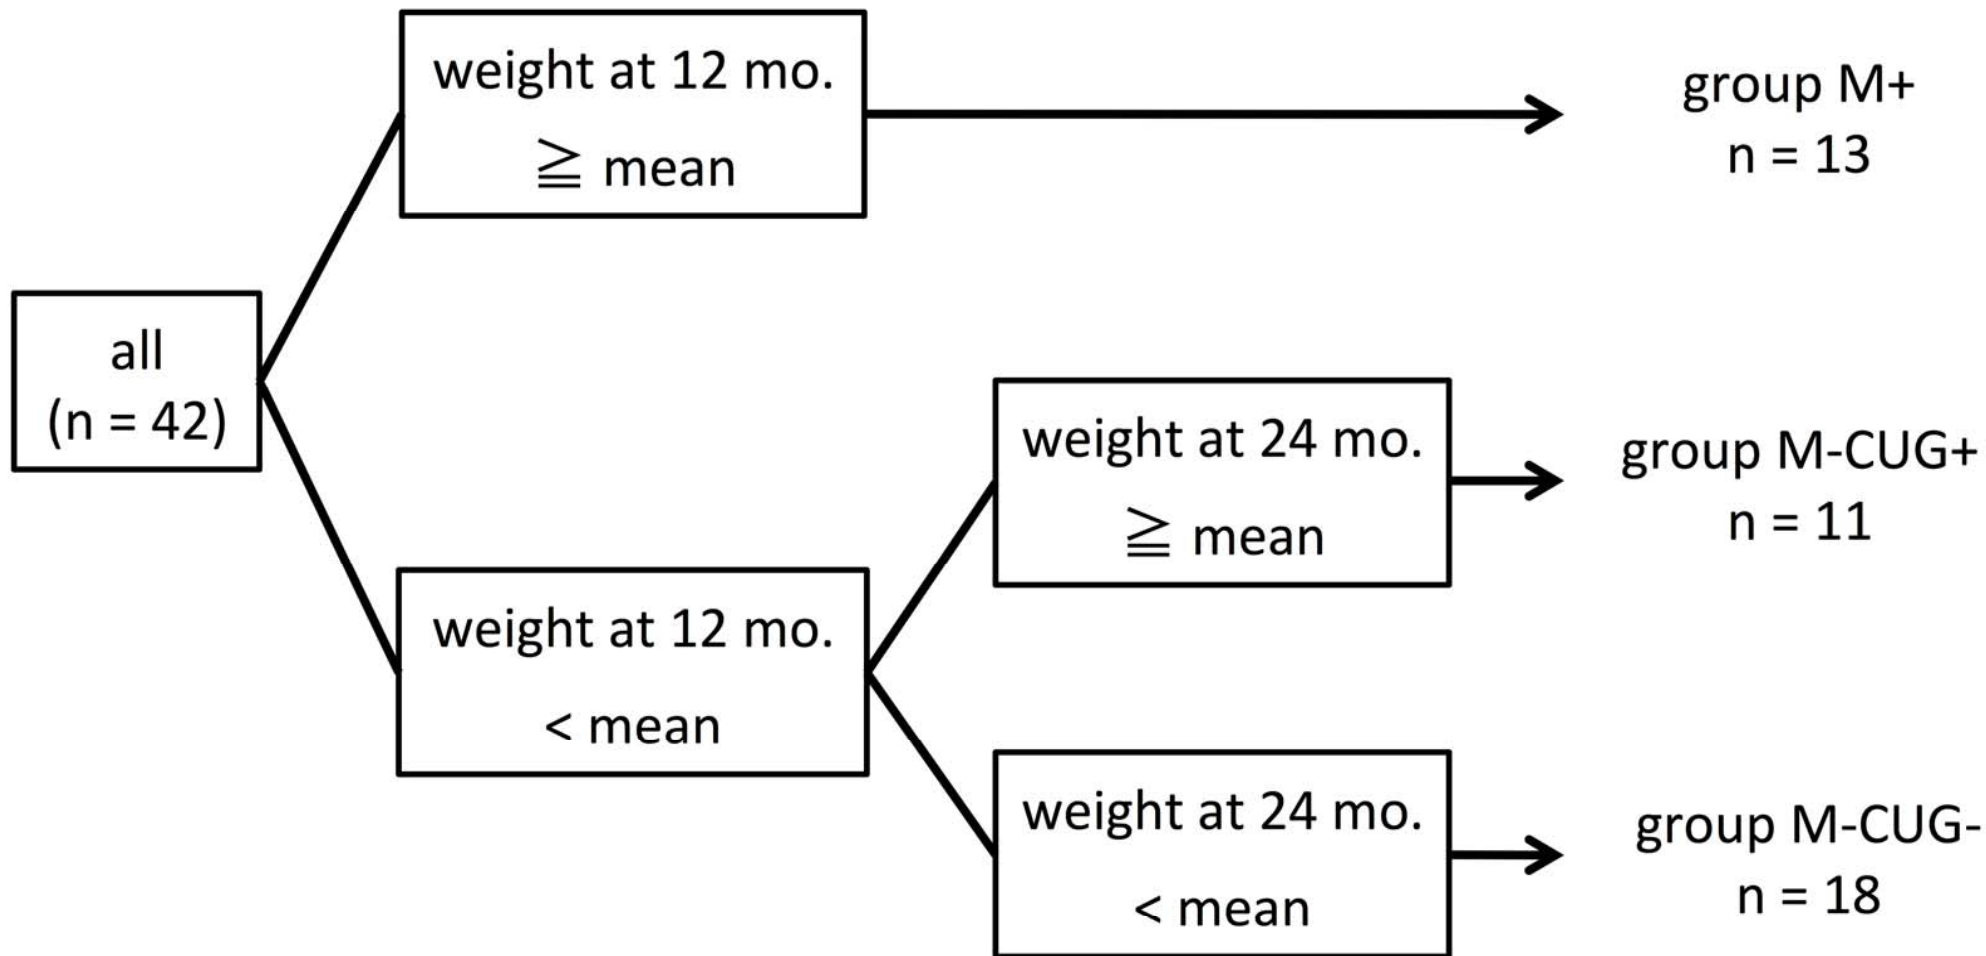 weight at 12 mo.
≧ mean
group M+
n = 13
all
(n = 42)
weight at 24 mo.
≧ mean
group M-CUG+
n = 11
weight at 12 mo.
< mean
weight at 24 mo.
< mean
group M-CUG-
n = 18